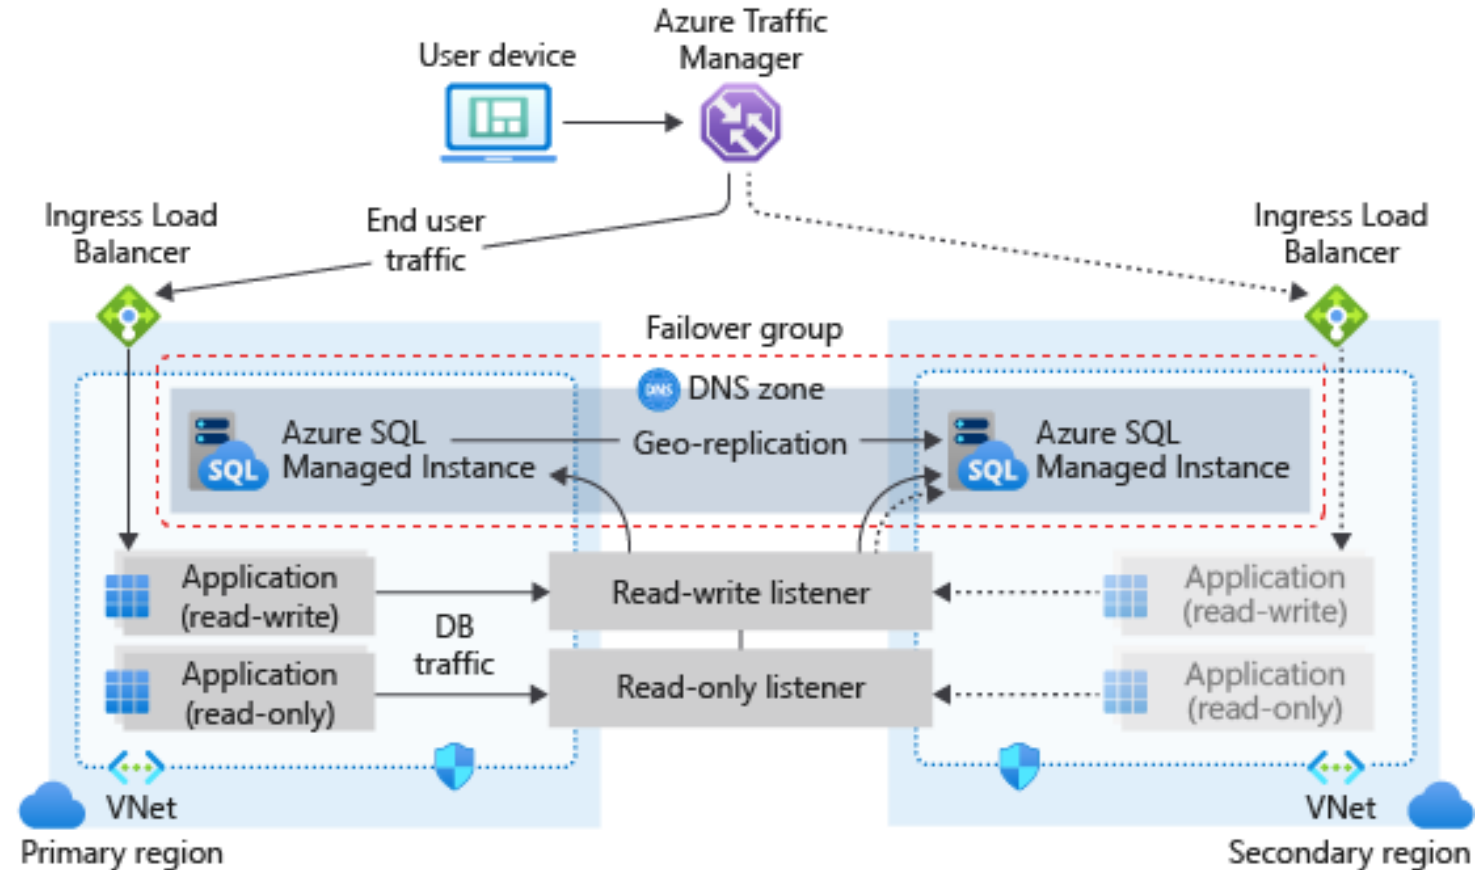 Azure Traffic
Manager
User device
Ingress Load
Balancer
End user
traffic
Ingress Load
Balancer
Failover group
DNS
DNS zone
SQL
Azure SQL
Managed Instance
Geo-replication
SQL
Azure SQL
Managed Instance
Application
(read-write)
DB
traffic
Read-write listener
Application
(read-write)
Application
(read-only)
Read-only listener
Application
(read-only)
VNet
Primary region
VNet
Secondary region